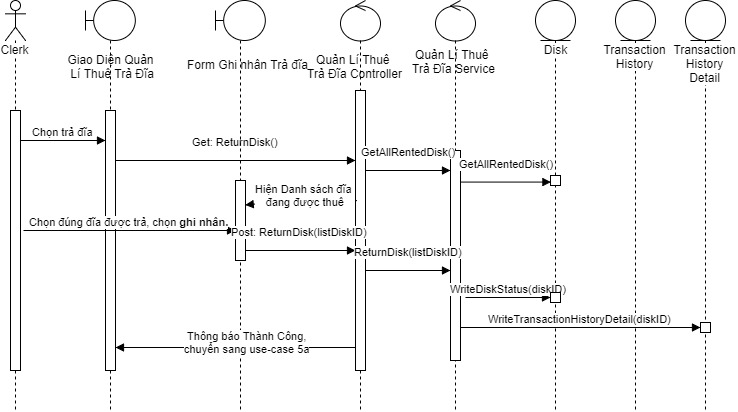 Clerk
Giao Diện Quản
Lí Thuê Trả Đĩa
Form Ghi nhân Trả đĩa
Quản Lí Thuê
Trả Đĩa Controller
Quản Lí Thuê
Trả Đĩa Service
Disk
Transaction
History
Transaction
History
Detail
Chọn trả đĩa
Get: ReturnDisk()
GetAllRentedDisk()
GetAllRentedDisk()
Hiện Danh sách đĩa
đang được thuê
Chọn đúng đĩa được trả, chọn ghi nhân.
Post: ReturnDisk(listDiskID)
ReturnDisk(listDiskID)
WriteDiskStatus(diskID)
WriteTransactionHistoryDetail(diskID)
Thông báo Thành Công,
chuyển sang use-case 5a